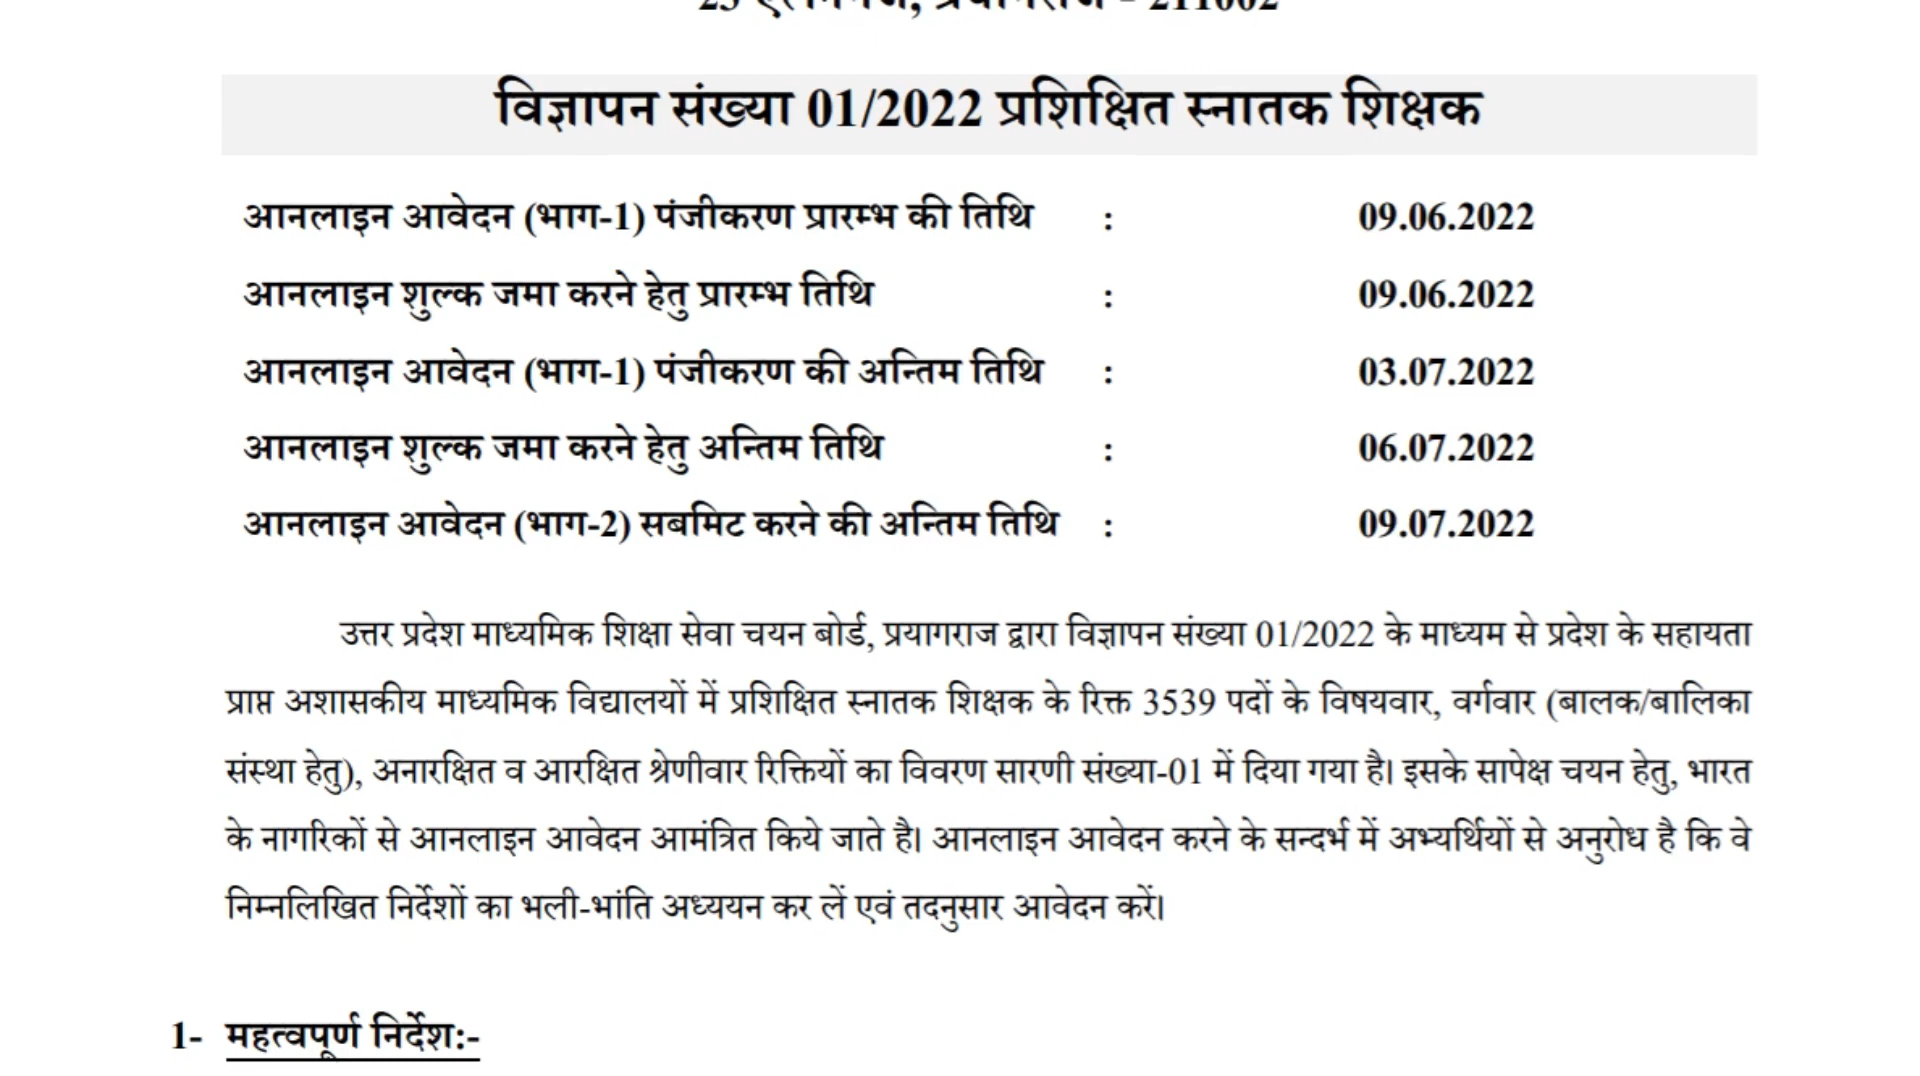 विज्ञापन संख्या 01/2022 प्रशिक्षित स्नातक शिक्षक
आनलाइन आवेदन (भाग-1) पंजीकरण प्रारम्भ की तिथि : 09.06.2022
आनलाइन शुल्क जमा करने हेतु प्रारम्भ तिथि : 09.06.2022
आनलाइन आवेदन (भाग-1) पंजीकरण की अन्तिम तिथि : 03.07.2022
आनलाइन शुल्क जमा करने हेतु अन्तिम तिथि : 06.07.2022
आनलाइन आवेदन (भाग-2) सबमिट करने की अन्तिम तिथि : 09.07.2022
उत्तर प्रदेश माध्यमिक शिक्षा सेवा चयन बोर्ड, प्रयागराज द्वारा विज्ञापन संख्या 01/2022 के माध्यम से प्रदेश के सहायता
प्राप्त अशासकीय माध्यमिक विद्यालयों में प्रशिक्षित स्नातक शिक्षक के रिक्त 3539 पदों के विषयवार, वर्गवार (बालक/बालिका
संस्था हेतु), अनारक्षित व आरक्षित श्रेणीवार रिक्तियों का विवरण सारणी संख्या-01 में दिया गया है। इसके सापेक्ष चयन हेतु, भारत
के नागरिकों से आनलाइन आवेदन आमंत्रित किये जाते है। आनलाइन आवेदन करने के सन्दर्भ में अभ्यर्थियों से अनुरोध है कि वे
निम्नलिखित निर्देशों का भली-भांति अध्ययन कर लें एवं तदनुसार आवेदन करें।
1- महत्वपूर्ण निर्देश:-